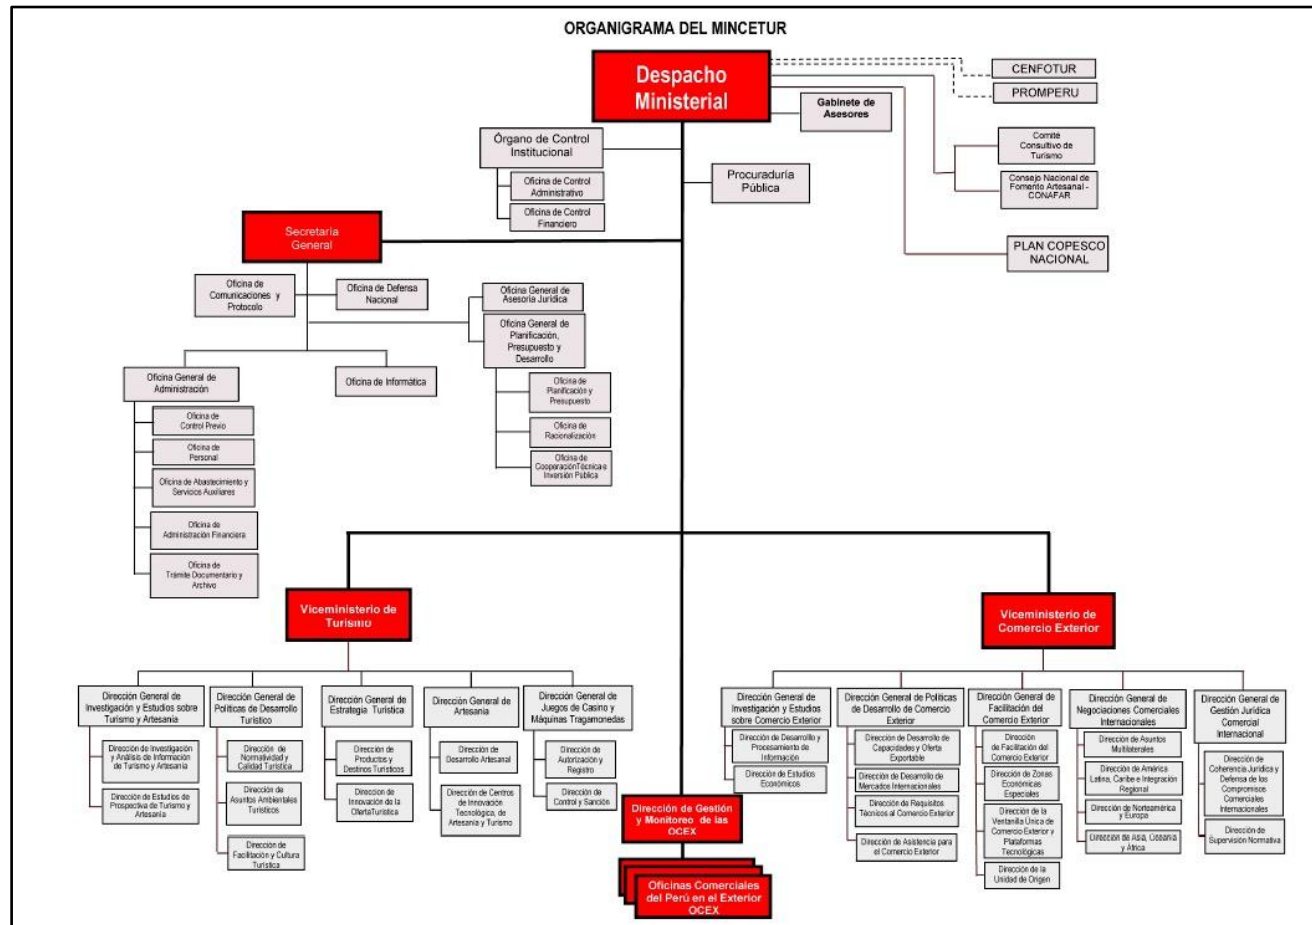 ORGANIGRAMA DEL MINCETUR
Despacho
Ministerial
CENFOTUR
PROMPERU
Gabinete de
Asesores
Comité
Consultivo de
Turismo
Consejo Nacional de
Fomento Artesanal -
CONAFAR
PLAN COPESCO
NACIONAL
Órgano de Control
Institucional
Oficina de Control
Administrativo
Oficina de Control
Financiero
Procuraduría
Pública
Secretaría
General
Oficina de
Comunicaciones y
Protocolo
Oficina de Defensa
Nacional
Oficina General de
Asesoría Jurídica
Oficina General de
Planificación,
Presupuesto y
Desarrollo
Oficina de
Planificación y
Presupuesto
Oficina de
Racionalización
Oficina de
Cooperación Técnica e
Inversión Pública
Oficina General de
Administración
Oficina de Informática
Oficina de
Control Previo
Oficina de
Personal
Oficina de Abastecimiento y
Servicios Auxiliares
Oficina de
Administración Financiera
Oficina de
Trámite Documentario y
Archivo
Viceministerio de
Turismo
Viceministerio de
Comercio Exterior
Dirección General de
Investigación y Estudios sobre
Turismo y Artesanía
Dirección de Investigación
y Análisis de Información
de Turismo y Artesanía
Dirección de Estudios de
Prospectiva de Turismo y
Artesanía
Dirección General de
Políticas de Desarrollo
Turístico
Dirección de
Normatividad y
Calidad Turística
Dirección de
Asuntos Ambientales
Turísticos
Dirección de
Facilitación y Cultura
Turística
Dirección General de
Estrategia Turística
Dirección de
Productos y
Destinos Turísticos
Direccion de
Innovación de la
Oferta Turística
Dirección General de
Artesanía
Dirección de
Desarrollo Artesanal
Dirección de Centros de
Innovación
Tecnológica, de
Artesanía y Turismo
Dirección General de
Juegos de Casino y
Máquinas Tragamonedas
Dirección de
Autorización y
Registro
Dirección de
Control y Sanción
Dirección de Gestión
y Monitoreo de las
OCEX
Oficinas Comerciales
del Perú en el Exterior
OCEX
Dirección General de
Investigación y Estudios
sobre Comercio Exterior
Dirección de Desarrollo y
Procesamiento de
Información
Dirección de Estudios
Económicos
Dirección General de Políticas
de Desarrollo de Comercio
Exterior
Dirección de Desarrollo de
Capacidades y Oferta
Exportable
Dirección de Desarrollo de
Mercados Internacionales
Dirección de Requisitos
Técnicos al Comercio Exterior
Dirección de Asistencia para
el Comercio Exterior
Dirección General de
Facilitación del
Comercio Exterior
Dirección
de Facilitación del
Comercio Exterior
Dirección de Zonas
Económicas
Especiales
Dirección de la
Ventanilla Única de
Comercio Exterior y
Plataformas
Tecnológicas
Dirección de la
Unidad de Origen
Dirección General de
Negociaciones Comerciales
Internacionales
Dirección de Asuntos
Multilaterales
Dirección de América
Latina, Caribe e Integración
Regional
Dirección de Norteamérica
y Europa
Dirección de Asia, Oceanía
y África
Dirección General de
Gestión Jurídica
Comercial
Internacional
Dirección de
Coherencia Jurídica y
Defensa de los
Compromisos
Comerciales
Internacionales
Dirección de
Supervisión Normativa